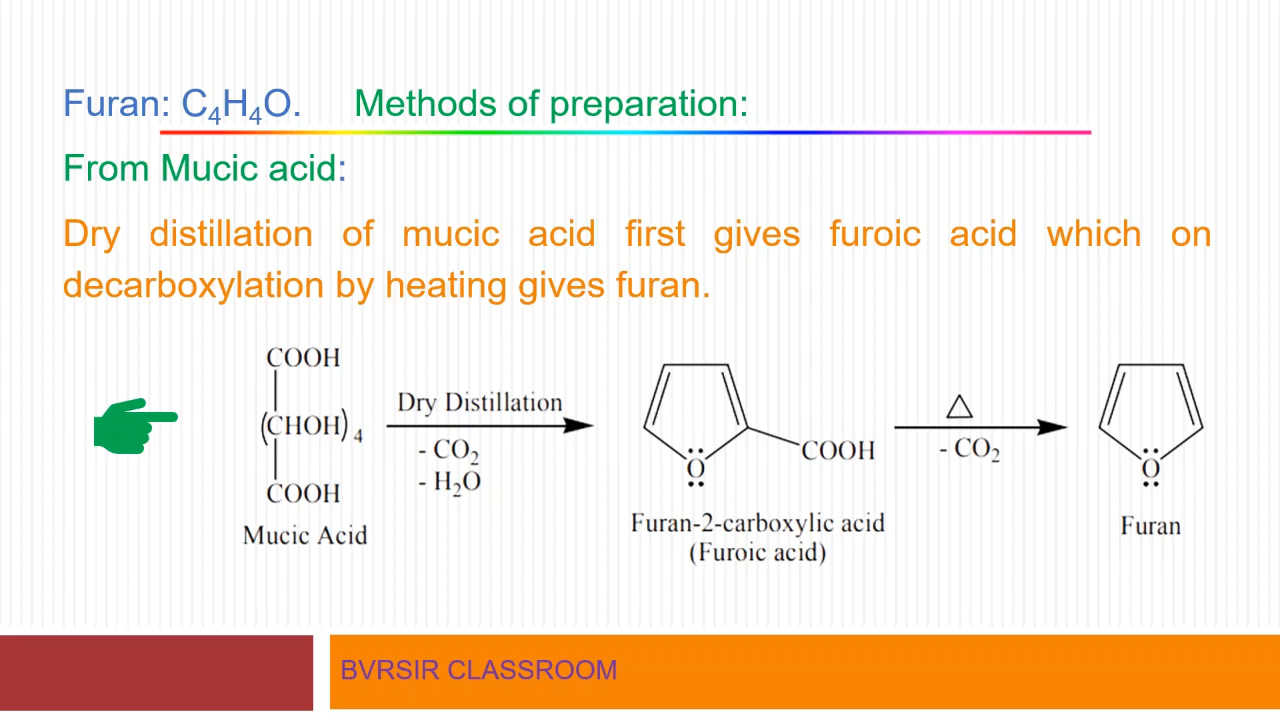 Furan: C₄H₄O. Methods of preparation:
From Mucic acid:
Dry distillation of mucic acid first gives furoic acid which on
decarboxylation by heating gives furan.
COOH
(CHOH)₄
COOH
Mucic Acid
Dry Distillation
- CO₂
- H₂O
O
COOH
Furan-2-carboxylic acid
(Furoic acid)
△
- CO₂
O
Furan
BVRSIR CLASSROOM